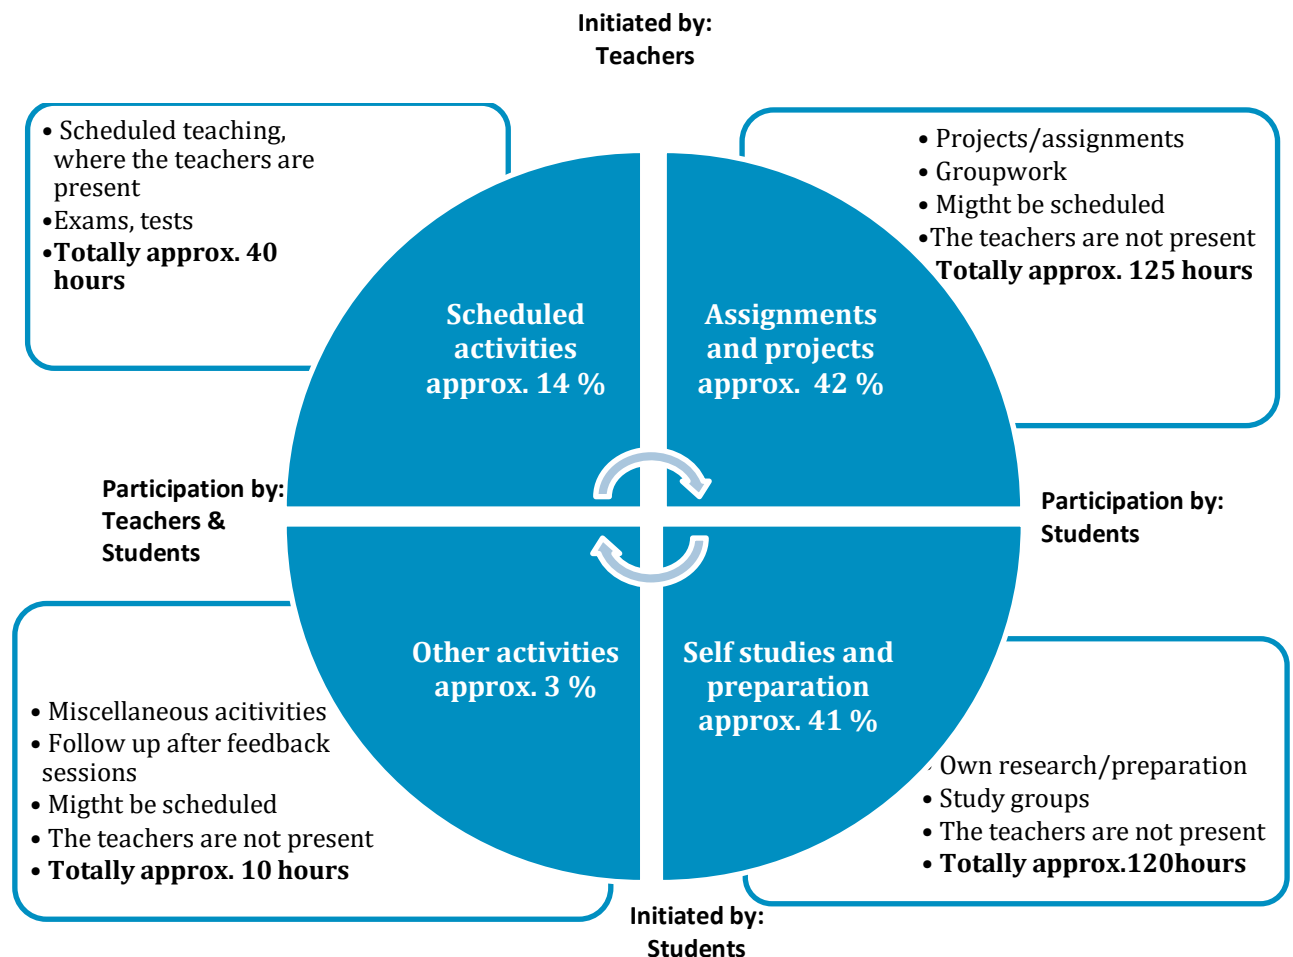 Initiated by:
Teachers
• Scheduled teaching,
where the teachers are
present
•Exams, tests
•Totally approx. 40
hours
• Projects/assignments
• Groupwork
• Migtht be scheduled
•The teachers are not present
Totally approx. 125 hours
Scheduled
activities
approx. 14 %
Assignments
and projects
approx. 42 %
Participation by:
Teachers &
Students
Participation by:
Students
Other activities
approx. 3 %
Self studies and
preparation
approx. 41 %
• Miscellaneous acitivities
• Follow up after feedback
sessions
• Migtht be scheduled
• The teachers are not present
• Totally approx. 10 hours
• Own research/preparation
• Study groups
• The teachers are not present
• Totally approx.120hours
Initiated by:
Students